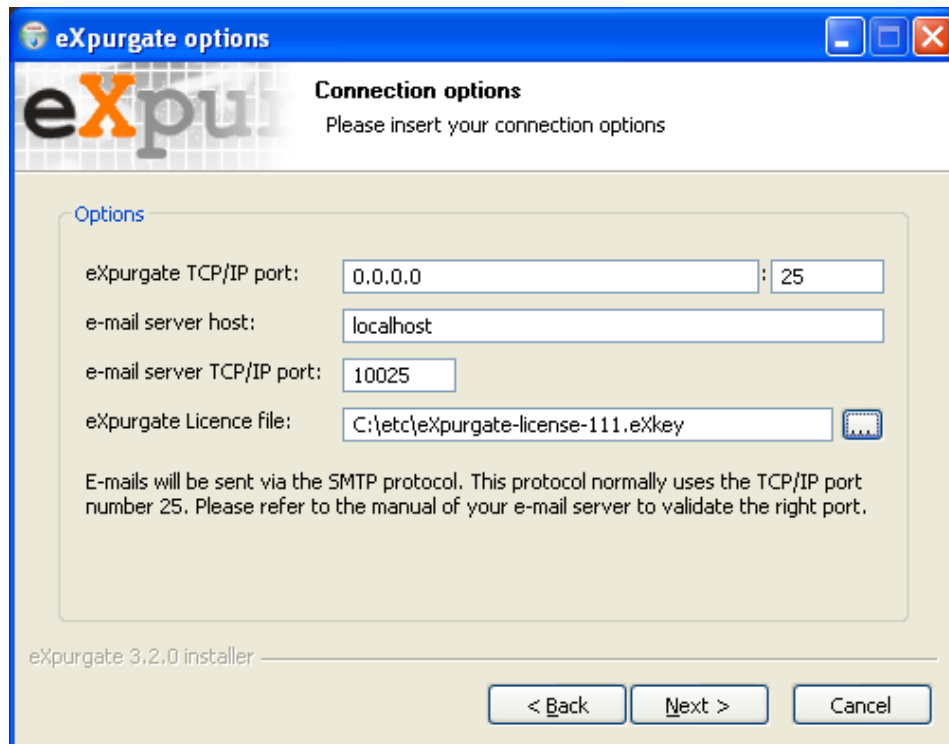 eXpurgate options
eXpu
Connection options
Please insert your connection options
Options
eXpurgate TCP/IP port: 0.0.0.0 : 25
e-mail server host: localhost
e-mail server TCP/IP port: 10025
eXpurgate Licence file: C:\etc\eXpurgate-license-111.eXkey ...
E-mails will be sent via the SMTP protocol. This protocol normally uses the TCP/IP port
number 25. Please refer to the manual of your e-mail server to validate the right port.
eXpurgate 3.2.0 installer
< Back Next > Cancel